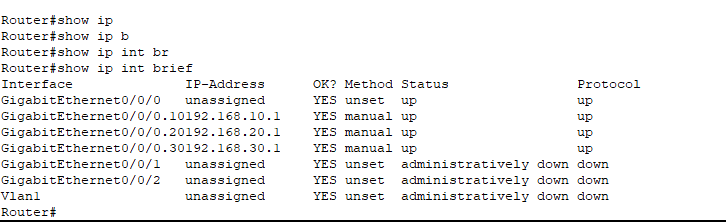 Router#show ip
Router#show ip b
Router#show ip int br
Router#show ip int brief
Interface              IP-Address      OK? Method Status                Protocol
GigabitEthernet0/0/0   unassigned      YES unset  up                    up
GigabitEthernet0/0/0.10192.168.10.1    YES manual up                    up
GigabitEthernet0/0/0.20192.168.20.1    YES manual up                    up
GigabitEthernet0/0/0.30192.168.30.1    YES manual up                    up
GigabitEthernet0/0/1   unassigned      YES unset  administratively down down
GigabitEthernet0/0/2   unassigned      YES unset  administratively down down
Vlan1                  unassigned      YES unset  administratively down down
Router#